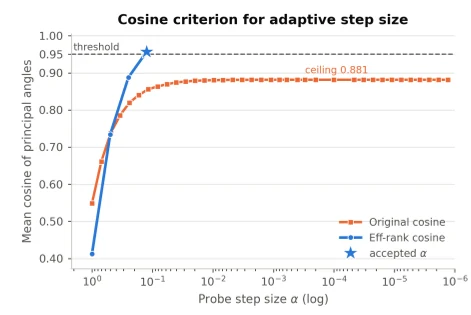 Cosine criterion for adaptive step size
Mean cosine of principal angles
1.00
0.95
0.90
0.80
0.70
0.60
0.50
0.40
threshold
ceiling 0.881
Original cosine
Eff-rank cosine
accepted α
10⁰
10⁻¹
10⁻²
10⁻³
10⁻⁴
10⁻⁵
10⁻⁶
Probe step size α (log)